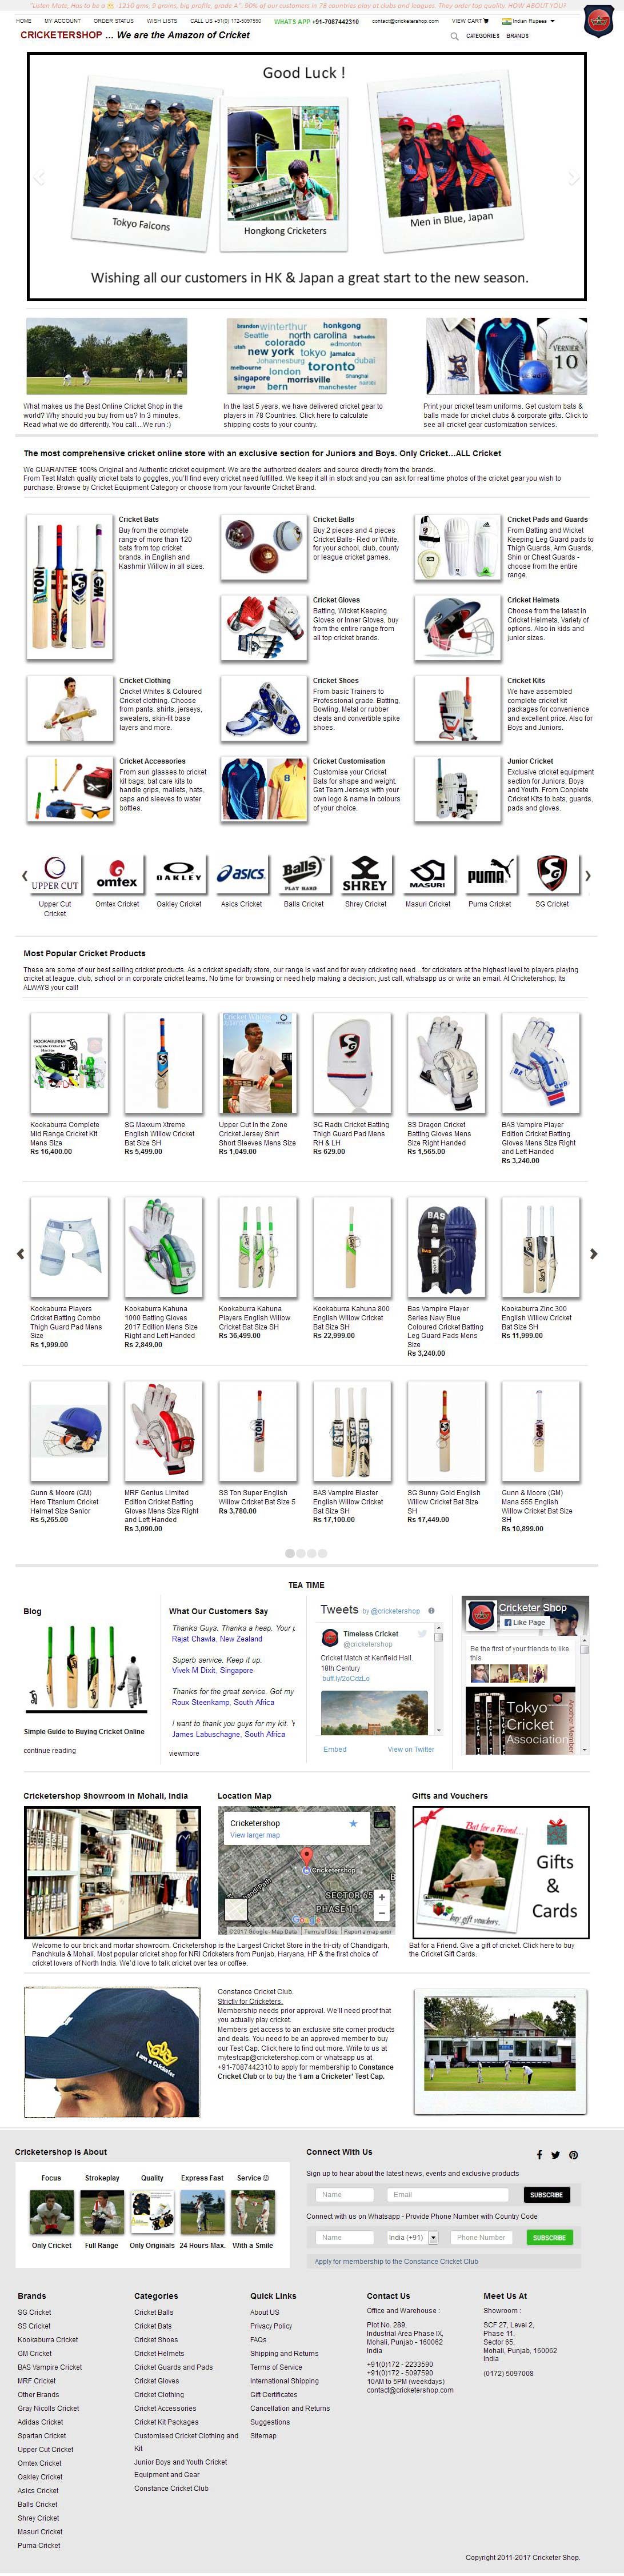 "Listen Mate, Has to be a -1210 gms, 9 grains, big profile, grade A". 90% of our customers in 78 countries play at clubs and leagues. They order top quality. HOW ABOUT YOU?
HOME MY ACCOUNT ORDER STATUS WISH LISTS CALL US +91(0) 172-5097590 WHATS APP +91-7087442310 contact@cricketershop.com VIEW CART Indian Rupees
CRICKETERSHOP ... We are the Amazon of Cricket
CATEGORIES BRANDS
Good Luck !
Tokyo Falcons
Hongkong Cricketers
Men in Blue, Japan
Wishing all our customers in HK & Japan a great start to the new season.
brandon winterthur hongkong
Seattle north carolina barbados
colorado edmonton
new york tokyo jamaica
Johannesburg dubai
melbourne london toronto
singapore morrisville Shanghai
prague bern manchester
VERNIER
10
What makes us the Best Online Cricket Shop in the
world? Why should you buy from us? In 3 minutes,
Read what we do differently. You call....We run :)
In the last 5 years, we have delivered cricket gear to
players in 78 Countries. Click here to calculate
shipping costs to your country.
Print your cricket team uniforms. Get custom bats &
balls made for cricket clubs & corporate gifts. Click to
see all cricket gear customization services.
The most comprehensive cricket online store with an exclusive section for Juniors and Boys. Only Cricket...ALL Cricket
We GUARANTEE 100% Original and Authentic cricket equipment. We are the authorized dealers and source directly from the brands.
From Test Match quality cricket bats to goggles, you'll find every cricket need fulfilled. We keep it all in stock and you can ask for real time photos of the cricket gear you wish to
purchase. Browse by Cricket Equipment Category or choose from your favourite Cricket Brand.
Cricket Bats
Buy from the complete
range of more than 120
bats from top cricket
brands, in English and
Kashmir Willow in all sizes.
Cricket Balls
Buy 2 pieces and 4 pieces
Cricket Balls- Red or White,
for your school, club, county
or league cricket games.
Cricket Pads and Guards
From Batting and Wicket
Keeping Leg Guard pads to
Thigh Guards, Arm Guards,
Shin or Chest Guards -
choose from the entire
range.
Cricket Gloves
Batting, Wicket Keeping
Gloves or Inner Gloves, buy
from the entire range from
all top cricket brands.
Cricket Helmets
Choose from the latest in
Cricket Helmets. Variety of
options. Also in kids and
junior sizes.
Cricket Clothing
Cricket Whites & Coloured
Cricket clothing. Choose
from pants, shirts, jerseys,
sweaters, skin-fit base
layers and more.
Cricket Shoes
From basic Trainers to
Professional grade. Batting,
Bowling, Metal or rubber
cleats and convertible spike
shoes.
Cricket Kits
We have assembled
complete cricket kit
packages for convenience
and excellent price. Also for
Boys and Juniors.
Cricket Accessories
From sun glasses to cricket
kit bags; bat care kits to
handle grips, mallets, hats,
caps and sleeves to water
bottles.
Cricket Customisation
Customise your Cricket
Bats for shape and weight.
Get Team Jerseys with your
own logo & name in colours
of your choice.
Junior Cricket
Exclusive cricket equipment
section for Juniors, Boys
and Youth. From Conplete
Cricket Kits to bats, guards,
pads and gloves.
UPPER CUT omtex OAKLEY asics Balls PLAY HARD SHREY MASURI PUMA SG
Upper Cut Omtex Cricket Oakley Cricket Asics Cricket Balls Cricket Shrey Cricket Masuri Cricket Puma Cricket SG Cricket
Cricket
Most Popular Cricket Products
These are some of our best selling cricket products. As a cricket specialty store, our range is vast and for every cricketing need...for cricketers at the highest level to players playing
cricket at league, club, school or in corporate cricket teams. No time for browsing or need help making a decision; just call, whatsapp us or write an email. At Cricketershop, Its
ALWAYS your call!
Kookaburra Complete
Mid Range Cricket Kit
Mens Size
Rs 16,400.00
SG Maxxum Xtreme
English Willow Cricket
Bat Size SH
Rs 5,499.00
Upper Cut In the Zone
Cricket Jersey Shirt
Short Sleeves Mens Size
Rs 1,049.00
SG Radix Cricket Batting
Thigh Guard Pad Mens
RH & LH
Rs 629.00
SS Dragon Cricket
Batting Gloves Mens
Size Right Handed
Rs 1,565.00
BAS Vampire Player
Edition Cricket Batting
Gloves Mens Size Right
and Left Handed
Rs 3,240.00
Kookaburra Players
Cricket Batting Combo
Thigh Guard Pad Mens
Size
Rs 1,999.00
Kookaburra Kahuna
1000 Batting Gloves
2017 Edition Mens Size
Right and Left Handed
Rs 2,849.00
Kookaburra Kahuna
Players English Willow
Cricket Bat Size SH
Rs 36,499.00
Kookaburra Kahuna 800
English Willow Cricket
Bat Size SH
Rs 22,999.00
Bas Vampire Player
Series Navy Blue
Coloured Cricket Batting
Leg Guard Pads Mens
Size
Rs 3,240.00
Kookaburra Zinc 300
English Willow Cricket
Bat Size SH
Rs 11,999.00
Gunn & Moore (GM)
Hero Titanium Cricket
Helmet Size Senior
Rs 5,265.00
MRF Genius Limited
Edition Cricket Batting
Gloves Mens Size Right
and Left Handed
Rs 3,090.00
SS Ton Super English
Willow Cricket Bat Size 5
Rs 3,780.00
BAS Vampire Blaster
English Willow Cricket
Bat Size SH
Rs 17,100.00
SG Sunny Gold English
Willow Cricket Bat Size
SH
Rs 17,449.00
Gunn & Moore (GM)
Mana 555 English
Willow Cricket Bat Size
SH
Rs 10,899.00
TEA TIME
Blog
Simple Guide to Buying Cricket Online
continue reading
What Our Customers Say
Thanks Guys. Thanks a heap. Your p
Rajat Chawla, New Zealand
Superb service. Keep it up.
Vivek M Dixit, Singapore
Thanks for the great service. Got my
Roux Steenkamp, South Africa
I want to thank you guys for my kit. Y
James Labuschagne, South Africa
viewmore
Tweets by @cricketershop
Timeless Cricket
@cricketershop
Cricket Match at Kenfield Hall.
18th Century
buff.ly/2oCdzLo
Embed View on Twitter
Cricketer Shop
Like Page
Be the first of your friends to like
this
Tokyo
Cricket
Association
Another Member
Cricketershop Showroom in Mohali, India
Location Map
Gifts and Vouchers
Cricketershop
View larger map
Cricketershop
SECTOR 65
PHASE 11
©2017 Google - Map Data Terms of Use Report a map error
Bat for a Friend...
buy gift vouchers.
Gifts
&
Cards
Welcome to our brick and mortar showroom. Cricketershop is the Largest Cricket Store in the tri-city of Chandigarh,
Panchkula & Mohali. Most popular cricket shop for NRI Cricketers from Punjab, Haryana, HP & the first choice of
cricket lovers of North India. We'd love to talk cricket over tea or coffee.
Bat for a Friend. Give a gift of cricket. Click here to buy
the Cricket Gift Cards.
I am a Cricketer
Constance Cricket Club.
Strictly for Cricketers.
Membership needs prior approval. We'll need proof that
you actually play cricket.
Members get access to an exclusive site corner products
and deals. You need to be an approved member to buy
our Test Cap. Click here to find out more. Write to us at
mytestcap@cricketershop.com or whatsapp us at
+91-7087442310 to apply for membership to Constance
Cricket Club or to buy the 'I am a Cricketer' Test Cap.
Cricketershop is About
Focus Strokeplay Quality Express Fast Service ☺
Only Cricket Full Range Only Originals 24 Hours Max. With a Smile
Connect With Us
Sign up to hear about the latest news, events and exclusive products
Name Email SUBSCRIBE
Connect with us on Whatsapp - Provide Phone Number with Country Code
Name India (+91) Phone Number SUBSCRIBE
Apply for membership to the Constance Cricket Club
Brands
SG Cricket
SS Cricket
Kookaburra Cricket
GM Cricket
BAS Vampire Cricket
MRF Cricket
Other Brands
Gray Nicolls Cricket
Adidas Cricket
Spartan Cricket
Upper Cut Cricket
Omtex Cricket
Oakley Cricket
Asics Cricket
Balls Cricket
Shrey Cricket
Masuri Cricket
Puma Cricket
Categories
Cricket Balls
Cricket Bats
Cricket Shoes
Cricket Helmets
Cricket Guards and Pads
Cricket Gloves
Cricket Clothing
Cricket Accessories
Cricket Kit Packages
Customised Cricket Clothing and
Kit
Junior Boys and Youth Cricket
Equipment and Gear
Constance Cricket Club
Quick Links
About US
Privacy Policy
FAQs
Shipping and Returns
Terms of Service
International Shipping
Gift Certificates
Cancellation and Returns
Suggestions
Sitemap
Contact Us
Office and Warehouse :
Plot No. 289,
Industrial Area Phase IX,
Mohali, Punjab - 160062
India
+91(0)172 - 2233590
+91(0)172 - 5097590
10AM to 5PM (weekdays)
contact@cricketershop.com
Meet Us At
Showroom :
SCF 27, Level 2,
Phase 11,
Sector 65,
Mohali, Punjab, 160062
India
(0172) 5097008
Copyright 2011-2017 Cricketer Shop.